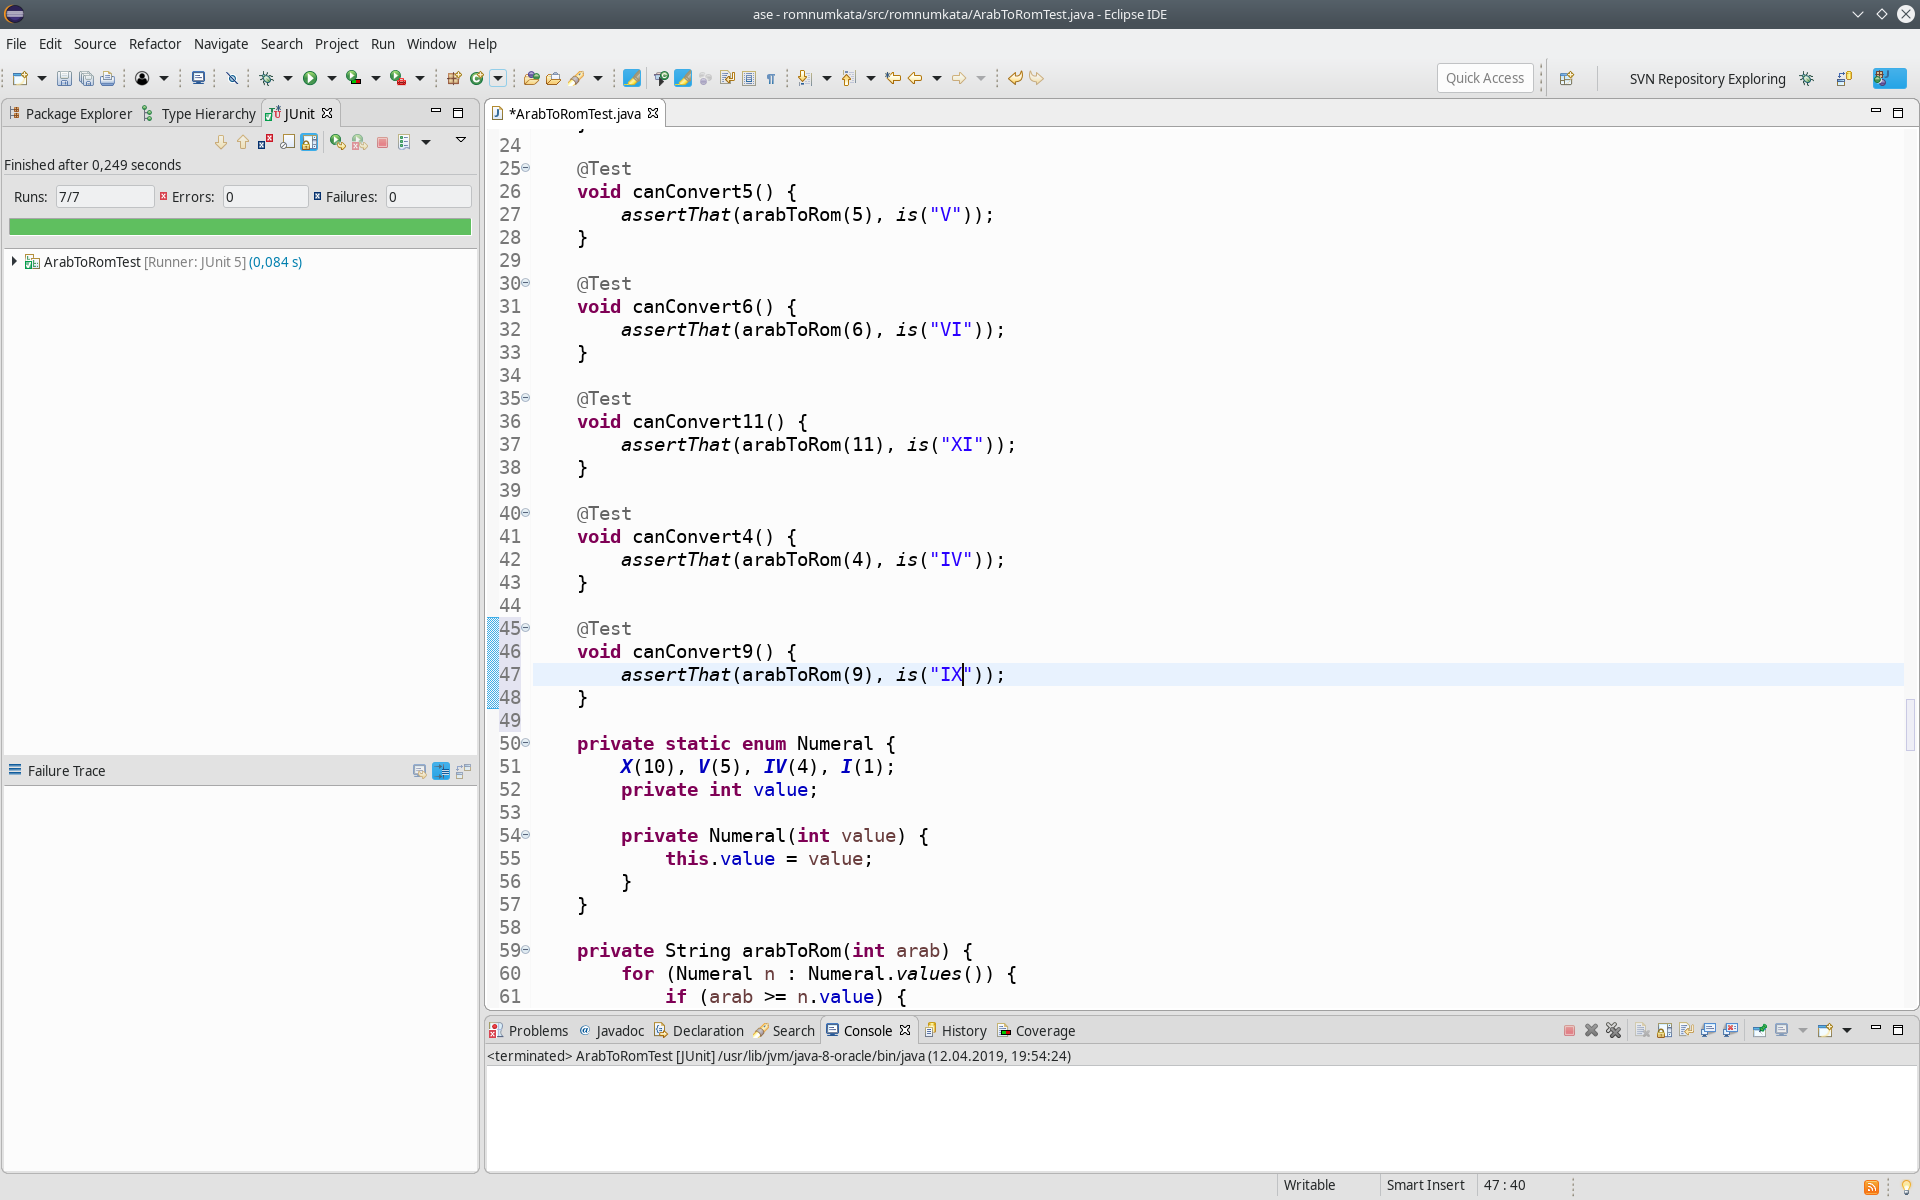 ase - romnumkata/src/romnumkata/ArabToRomTest.java - Eclipse IDE
File Edit Source Refactor Navigate Search Project Run Window Help
Quick Access
SVN Repository Exploring
Package Explorer Type Hierarchy JUnit
Finished after 0,249 seconds
Runs: 7/7 Errors: 0 Failures: 0
ArabToRomTest [Runner: JUnit 5] (0,084 s)
Failure Trace
*ArabToRomTest.java
24
25 @Test
26 void canConvert5() {
27 assertThat(arabToRom(5), is("V"));
28 }
29
30 @Test
31 void canConvert6() {
32 assertThat(arabToRom(6), is("VI"));
33 }
34
35 @Test
36 void canConvert11() {
37 assertThat(arabToRom(11), is("XI"));
38 }
39
40 @Test
41 void canConvert4() {
42 assertThat(arabToRom(4), is("IV"));
43 }
44
45 @Test
46 void canConvert9() {
47 assertThat(arabToRom(9), is("IX"));
48 }
49
50 private static enum Numeral {
51 X(10), V(5), IV(4), I(1);
52 private int value;
53
54 private Numeral(int value) {
55 this.value = value;
56 }
57 }
58
59 private String arabToRom(int arab) {
60 for (Numeral n : Numeral.values()) {
61 if (arab >= n.value) {
Problems Javadoc Declaration Search Console History Coverage
<terminated> ArabToRomTest [JUnit] /usr/lib/jvm/java-8-oracle/bin/java (12.04.2019, 19:54:24)
Writable Smart Insert 47 : 40